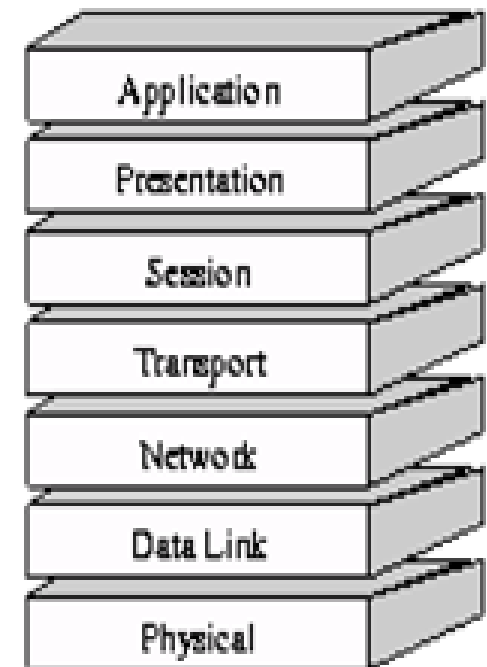 Application
Presentation
Session
Transport
Network
Data Link
Physical